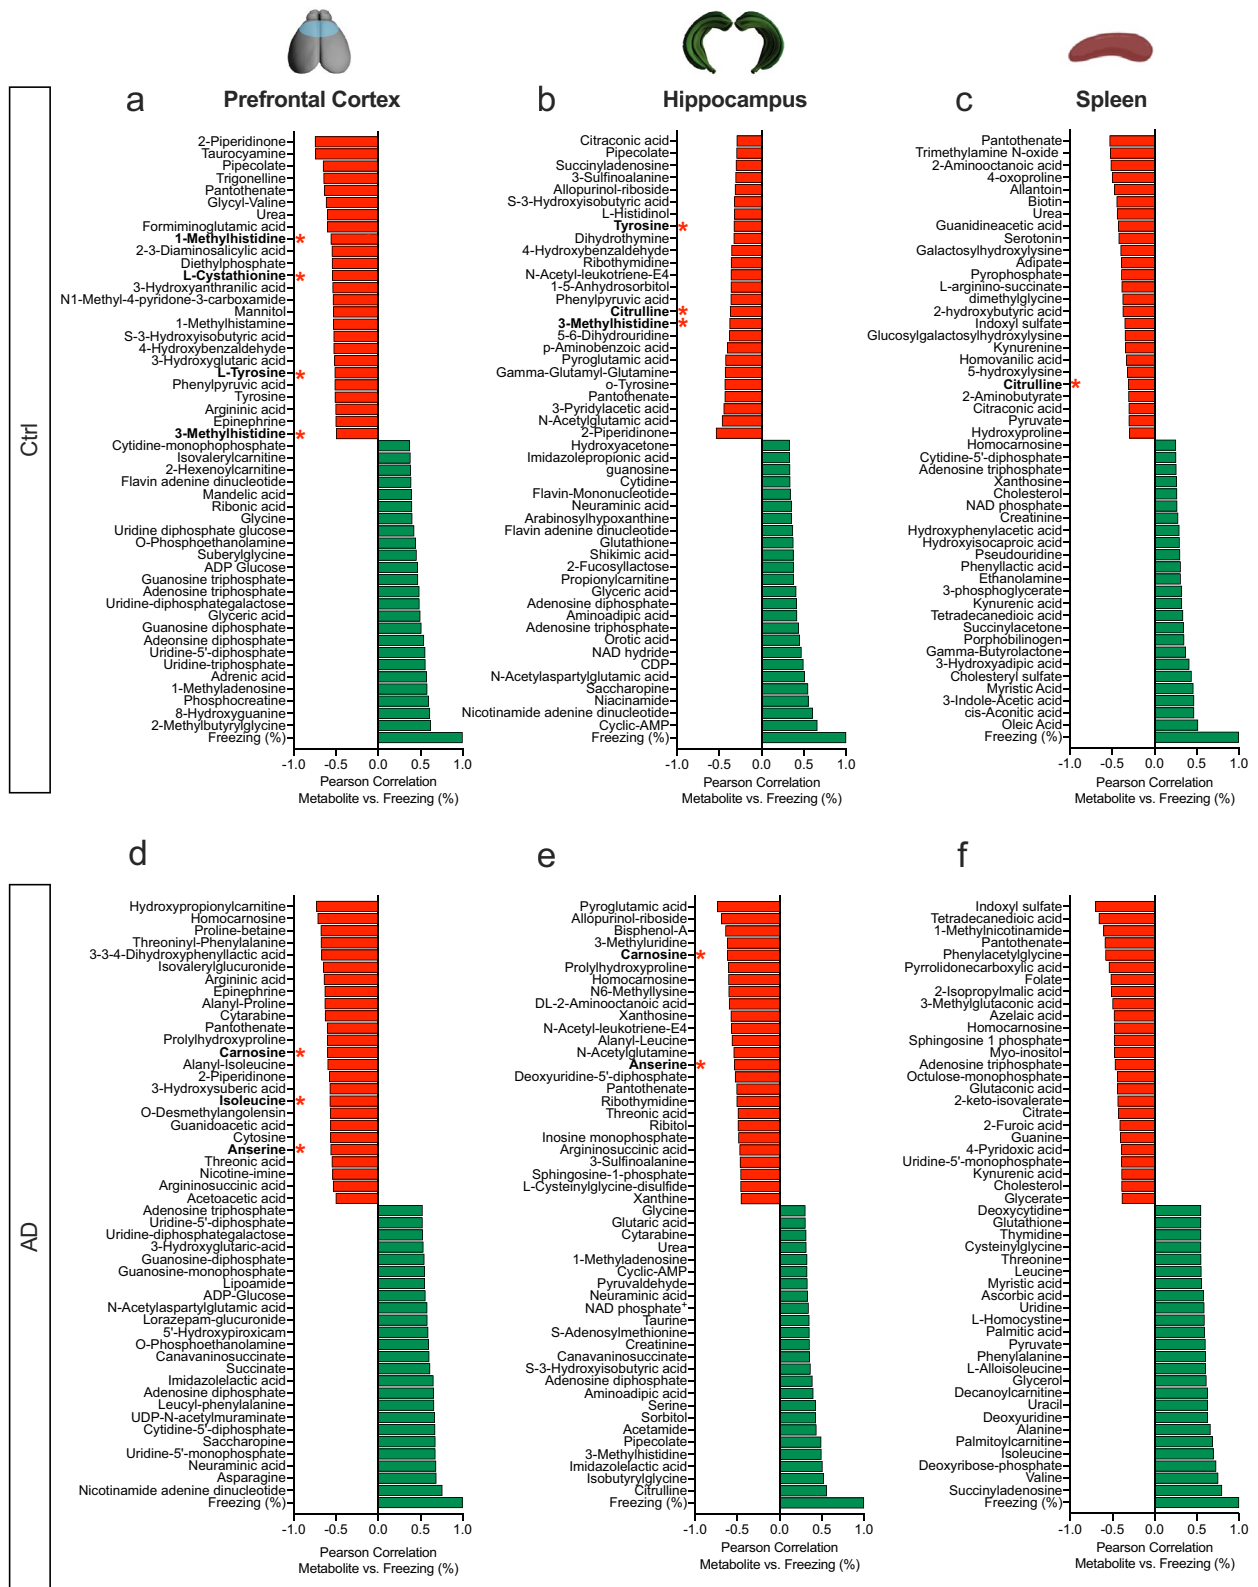 Prefrontal Cortex
Hippocampus
Spleen
Ctrl
a
2-Piperidinone
Taurocyamine
Pipecolate
Trigonelline
Pantothenate
Glycyl-Valine
Urea
Formiminoglutamic acid
1-Methylhistidine *
2-3-Diaminosalicylic acid
Diethylphosphate
L-Cystathionine *
3-Hydroxyanthranilic acid
N1-Methyl-4-pyridone-3-carboxamide
Mannitol
1-Methylhistamine
S-3-Hydroxyisobutyric acid
4-Hydroxybenzaldehyde
3-Hydroxyglutaric acid
L-Tyrosine *
Phenylpyruvic acid
Tyrosine
Argininic acid
Epinephrine
3-Methylhistidine *
Cytidine-monophophosphate
Isovalerylcarnitine
2-Hexenoylcarnitine
Flavin adenine dinucleotide
Mandelic acid
Ribonic acid
Glycine
Uridine diphosphate glucose
O-Phosphoethanolamine
Suberylglycine
ADP Glucose
Guanosine triphosphate
Adenosine triphosphate
Uridine-diphosphategalactose
Glyceric acid
Guanosine diphosphate
Adeonsine diphosphate
Uridine-5'-diphosphate
Uridine-triphosphate
Adrenic acid
1-Methyladenosine
Phosphocreatine
8-Hydroxyguanine
2-Methylbutyrylglycine
Freezing (%)
-1.0 -0.5 0.0 0.5 1.0
Pearson Correlation
Metabolite vs. Freezing (%)
b
Citraconic acid
Pipecolate
Succinyladenosine
3-Sulfinoalanine
Allopurinol-riboside
S-3-Hydroxyisobutyric acid
L-Histidinol
Tyrosine *
Dihydrothymine
4-Hydroxybenzaldehyde
Ribothymidine
N-Acetyl-leukotriene-E4
1-5-Anhydrosorbitol
Phenylpyruvic acid
Citrulline *
3-Methylhistidine *
5-6-Dihydrouridine
p-Aminobenzoic acid
Pyroglutamic acid
Gamma-Glutamyl-Glutamine
o-Tyrosine
Pantothenate
3-Pyridylacetic acid
N-Acetylglutamic acid
2-Piperidinone
Hydroxyacetone
Imidazolepropionic acid
guanosine
Cytidine
Flavin-Mononucleotide
Neuraminic acid
Arabinosylhypoxanthine
Flavin adenine dinucleotide
Glutathione
Shikimic acid
2-Fucosyllactose
Propionylcarnitine
Glyceric acid
Adenosine diphosphate
Aminoadipic acid
Adenosine triphosphate
Orotic acid
NAD hydride
CDP
N-Acetylaspartylglutamic acid
Saccharopine
Niacinamide
Nicotinamide adenine dinucleotide
Cyclic-AMP
Freezing (%)
-1.0 -0.5 0.0 0.5 1.0
Pearson Correlation
Metabolite vs. Freezing (%)
c
Pantothenate
Trimethylamine N-oxide
2-Aminooctanoic acid
4-oxoproline
Allantoin
Biotin
Urea
Guanidineacetic acid
Serotonin
Galactosylhydroxylysine
Adipate
Pyrophosphate
L-arginino-succinate
dimethylglycine
2-hydroxybutyric acid
Indoxyl sulfate
Glucosylgalactosylhydroxylysine
Kynurenine
Homovanilic acid
5-hydroxylysine
Citrulline *
2-Aminobutyrate
Citraconic acid
Pyruvate
Hydroxyproline
Homocarnosine
Cytidine-5'-diphosphate
Adenosine triphosphate
Xanthosine
Cholesterol
NAD phosphate
Creatinine
Hydroxyphenylacetic acid
Hydroxyisocaproic acid
Pseudouridine
Phenyllactic acid
Ethanolamine
3-phosphoglycerate
Kynurenic acid
Tetradecanedioic acid
Succinylacetone
Porphobilinogen
Gamma-Butyrolactone
3-Hydroxyadipic acid
Cholesteryl sulfate
Myristic Acid
3-Indole-Acetic acid
cis-Aconitic acid
Oleic Acid
Freezing (%)
-1.0 -0.5 0.0 0.5 1.0
Pearson Correlation
Metabolite vs. Freezing (%)
AD
d
Hydroxypropionylcarnitine
Homocarnosine
Proline-betaine
Threoninyl-Phenylalanine
3-3-4-Dihydroxyphenyllactic acid
Isovalerylglucuronide
Argininic acid
Epinephrine
Alanyl-Proline
Cytarabine
Pantothenate
Prolylhydroxyproline
Carnosine *
Alanyl-Isoleucine
2-Piperidinone
3-Hydroxysuberic acid
Isoleucine *
O-Desmethylangolensin
Guanidoacetic acid
Cytosine
Anserine *
Threonic acid
Nicotine-imine
Argininosuccinic acid
Acetoacetic acid
Adenosine triphosphate
Uridine-5'-diphosphate
Uridine-diphosphategalactose
3-Hydroxyglutaric-acid
Guanosine-diphosphate
Guanosine-monophosphate
Lipoamide
ADP-Glucose
N-Acetylaspartylglutamic acid
Lorazepam-glucuronide
5'-Hydroxypiroxicam
O-Phosphoethanolamine
Canavaninosuccinate
Succinate
Imidazolelactic acid
Adenosine diphosphate
Leucyl-phenylalanine
UDP-N-acetylmuraminate
Cytidine-5'-diphosphate
Saccharopine
Uridine-5'-monophosphate
Neuraminic acid
Asparagine
Nicotinamide adenine dinucleotide
Freezing (%)
-1.0 -0.5 0.0 0.5 1.0
Pearson Correlation
Metabolite vs. Freezing (%)
e
Pyroglutamic acid
Allopurinol-riboside
Bisphenol-A
3-Methyluridine
Carnosine *
Prolylhydroxyproline
Homocarnosine
N6-Methyllysine
DL-2-Aminooctanoic acid
Xanthosine
N-Acetyl-leukotriene-E4
Alanyl-Leucine
N-Acetylglutamine
Anserine *
Deoxyuridine-5'-diphosphate
Pantothenate
Ribothymidine
Threonic acid
Ribitol
Inosine monophosphate
Argininosuccinic acid
3-Sulfinoalanine
Sphingosine-1-phosphate
L-Cysteinylglycine-disulfide
Xanthine
Glycine
Glutaric acid
Cytarabine
Urea
1-Methyladenosine
Cyclic-AMP
Pyruvaldehyde
Neuraminic acid
NAD phosphate+
Taurine
S-Adenosylmethionine
Creatinine
Canavaninosuccinate
S-3-Hydroxyisobutyric acid
Adenosine diphosphate
Aminoadipic acid
Serine
Sorbitol
Acetamide
Pipecolate
3-Methylhistidine
Imidazolelactic acid
Isobutyrylglycine
Citrulline
Freezing (%)
-1.0 -0.5 0.0 0.5 1.0
Pearson Correlation
Metabolite vs. Freezing (%)
f
Indoxyl sulfate
Tetradecanedioic acid
1-Methylnicotinamide
Pantothenate
Phenylacetylglycine
Pyrrolidonecarboxylic acid
Folate
2-Isopropylmalic acid
3-Methylglutaconic acid
Azelaic acid
Homocarnosine
Sphingosine 1 phosphate
Myo-inositol
Adenosine triphosphate
Octulose-monophosphate
Glutaconic acid
2-keto-isovalerate
Citrate
2-Furoic acid
Guanine
4-Pyridoxic acid
Uridine-5'-monophosphate
Kynurenic acid
Cholesterol
Glycerate
Deoxycytidine
Glutathione
Thymidine
Cysteinylglycine
Threonine
Leucine
Myristic acid
Ascorbic acid
Uridine
L-Homocystine
Palmitic acid
Pyruvate
Phenylalanine
L-Alloisoleucine
Glycerol
Decanoylcarnitine
Uracil
Deoxyuridine
Alanine
Palmitoylcarnitine
Isoleucine
Deoxyribose-phosphate
Valine
Succinyladenosine
Freezing (%)
-1.0 -0.5 0.0 0.5 1.0
Pearson Correlation
Metabolite vs. Freezing (%)